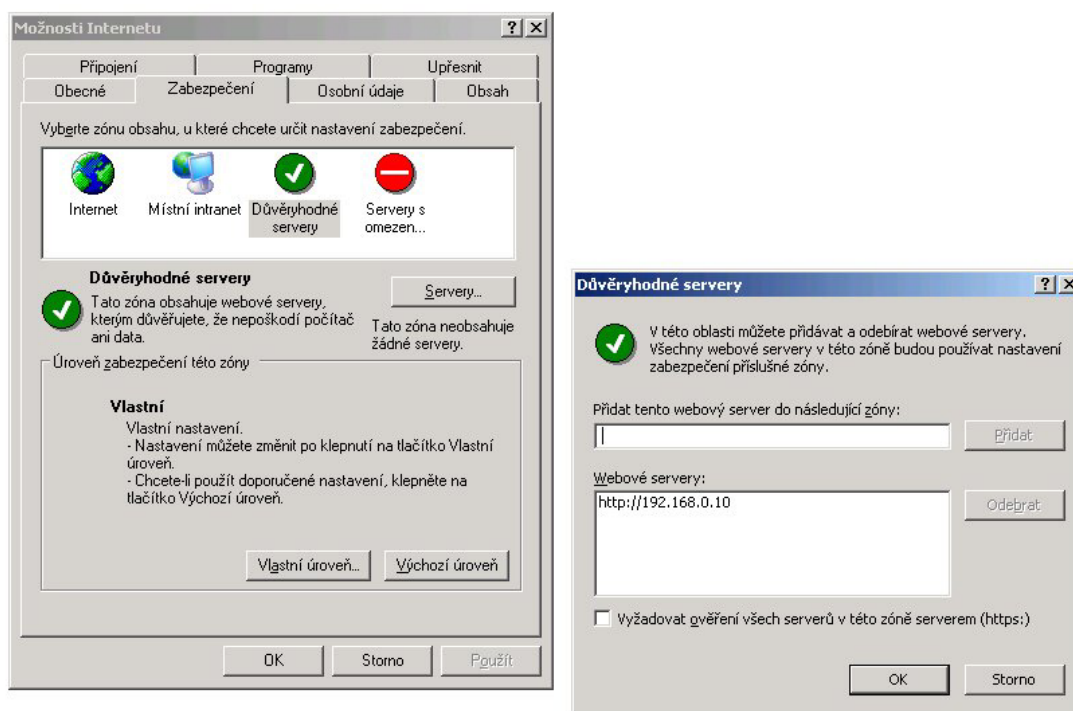 Možnosti Internetu
?
X
Připojení
Programy
Upřesnit
Obecné
Zabezpečení
Osobní údaje
Obsah
Vyberte zónu obsahu, u které chcete určit nastavení zabezpečení.
Internet
Místní intranet
Důvěryhodné
servery
Servery s
omezen...
Důvěryhodné servery
Tato zóna obsahuje webové servery,
kterým důvěřujete, že nepoškodí počítač
ani data.
Servery...
Tato zóna neobsahuje
žádné servery.
Úroveň zabezpečení této zóny
Vlastní
Vlastní nastavení.
- Nastavení můžete změnit po klepnutí na tlačítko Vlastní
úroveň.
- Chcete-li použít doporučené nastavení, klepněte na
tlačítko Výchozí úroveň.
Vlastní úroveň...
Výchozí úroveň
OK
Storno
Použít
Důvěryhodné servery
?
X
V této oblasti můžete přidávat a odebírat webové servery.
Všechny webové servery v této zóně budou používat nastavení
zabezpečení příslušné zóny.
Přidat tento webový server do následující zóny:
Přidat
Webové servery:
http://192.168.0.10
Odebrat
Vyžadovat ověření všech serverů v této zóně serverem (https:)
OK
Storno